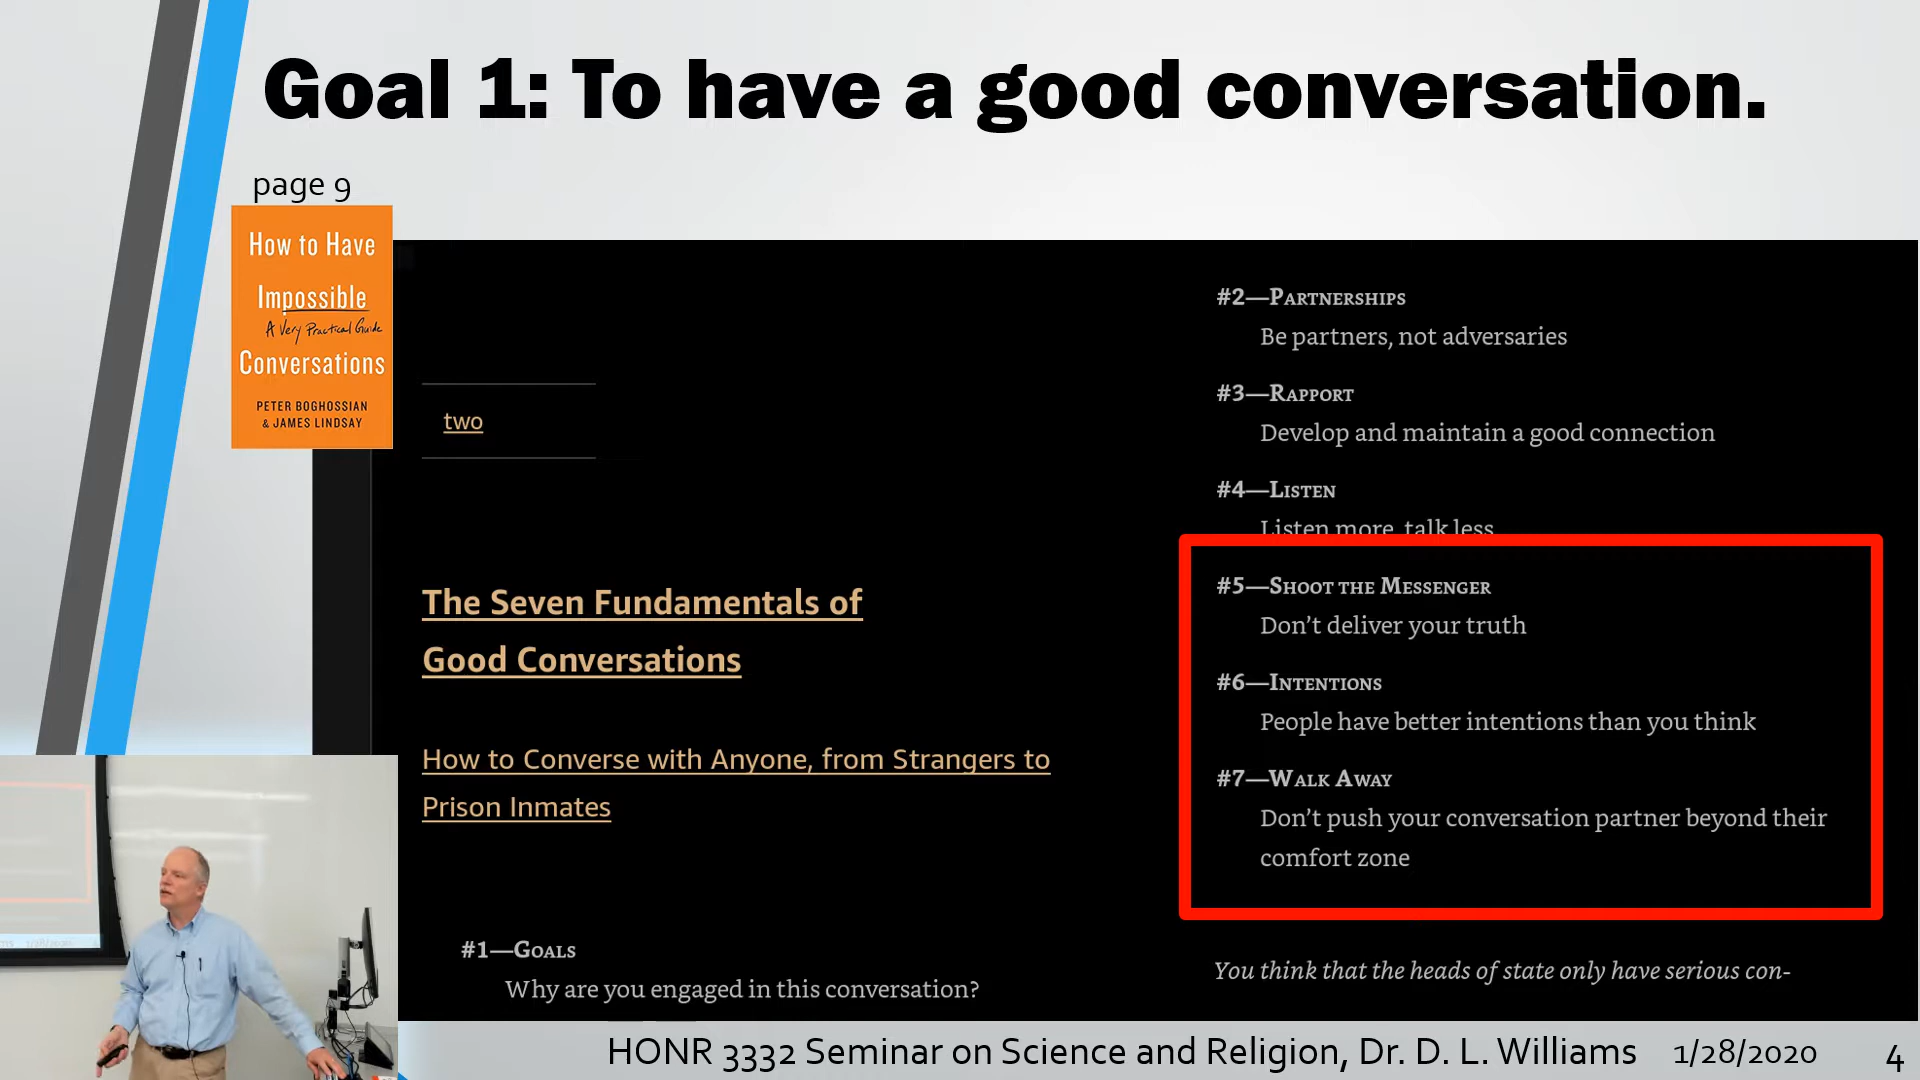 Goal 1: To have a good conversation.
page 9
How to Have
Impossible
A Very Practical Guide
Conversations
PETER BOGHOSSIAN
& JAMES LINDSAY
two
The Seven Fundamentals of
Good Conversations
How to Converse with Anyone, from Strangers to
Prison Inmates
#1—Goals
Why are you engaged in this conversation?
#2—Partnerships
Be partners, not adversaries
#3—Rapport
Develop and maintain a good connection
#4—Listen
Listen more, talk less
#5—Shoot the Messenger
Don't deliver your truth
#6—Intentions
People have better intentions than you think
#7—Walk Away
Don't push your conversation partner beyond their
comfort zone
You think that the heads of state only have serious con-
HONR 3332 Seminar on Science and Religion, Dr. D. L. Williams 1/28/2020 4